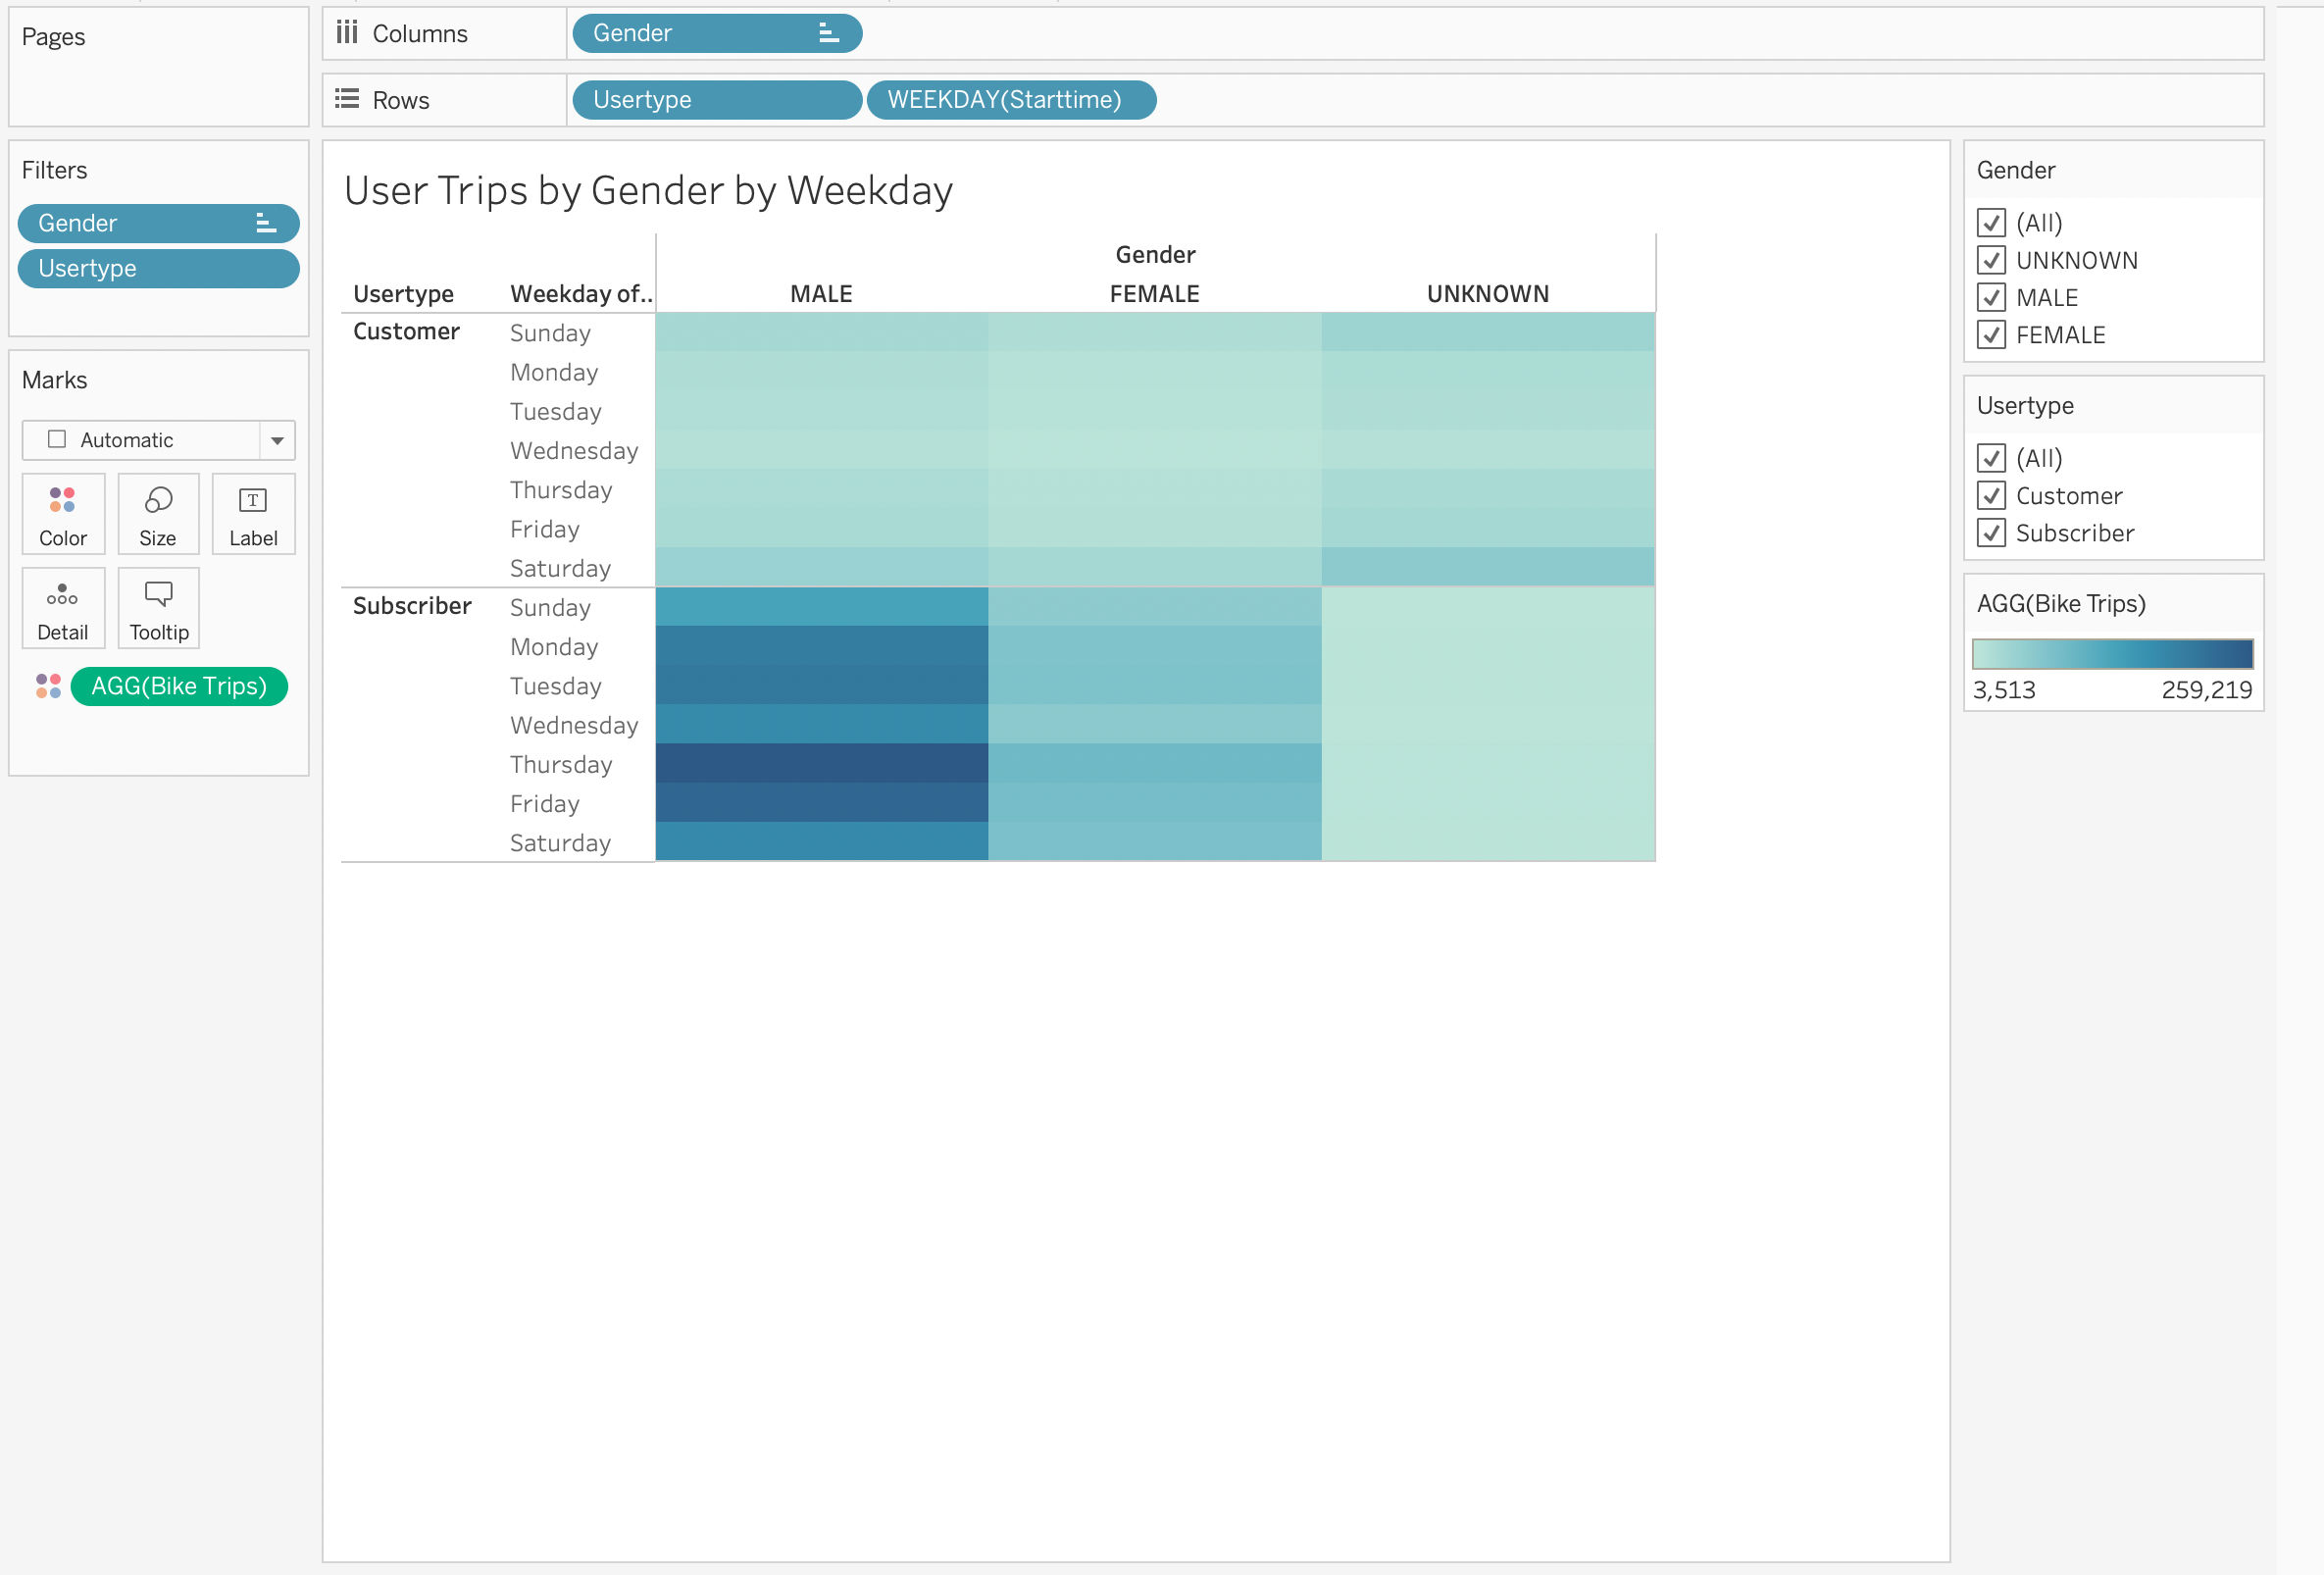 Pages
Columns
Gender
Rows
Usertype
WEEKDAY(Starttime)
Filters
Gender
Usertype
Marks
Automatic
Color
Size
T
Label
Detail
Tooltip
AGG(Bike Trips)
User Trips by Gender by Weekday
Gender
Usertype Weekday of.. MALE FEMALE UNKNOWN
Customer Sunday
Monday
Tuesday
Wednesday
Thursday
Friday
Saturday
Subscriber Sunday
Monday
Tuesday
Wednesday
Thursday
Friday
Saturday
Gender
(All)
UNKNOWN
MALE
FEMALE
Usertype
(All)
Customer
Subscriber
AGG(Bike Trips)
3,513 259,219